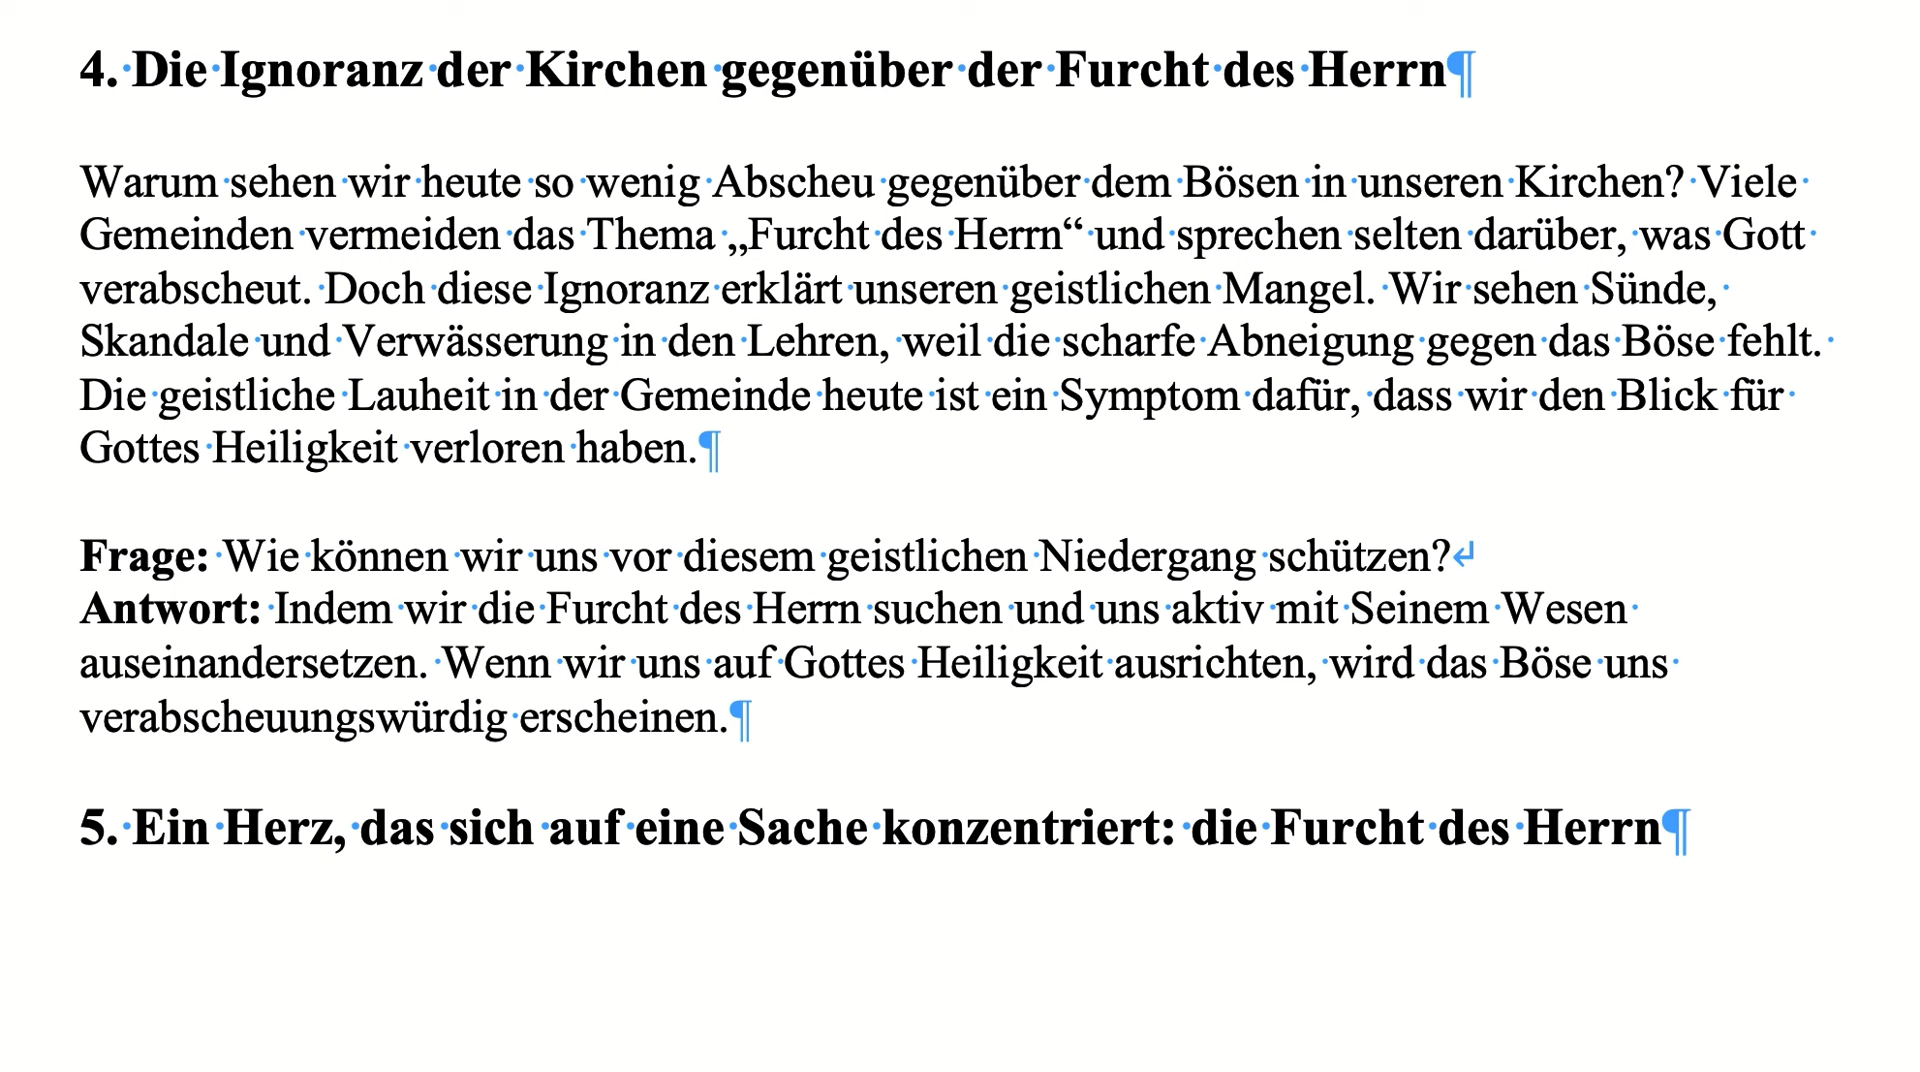 4. Die Ignoranz der Kirchen gegenüber der Furcht des Herrn¶
Warum sehen wir heute so wenig Abscheu gegenüber dem Bösen in unseren Kirchen? Viele
Gemeinden vermeiden das Thema „Furcht des Herrn“ und sprechen selten darüber, was Gott
verabscheut. Doch diese Ignoranz erklärt unseren geistlichen Mangel. Wir sehen Sünde,
Skandale und Verwässerung in den Lehren, weil die scharfe Abneigung gegen das Böse fehlt.
Die geistliche Lauheit in der Gemeinde heute ist ein Symptom dafür, dass wir den Blick für
Gottes Heiligkeit verloren haben.¶
Frage: Wie können wir uns vor diesem geistlichen Niedergang schützen?↵
Antwort: Indem wir die Furcht des Herrn suchen und uns aktiv mit Seinem Wesen
auseinandersetzen. Wenn wir uns auf Gottes Heiligkeit ausrichten, wird das Böse uns
verabscheuungswürdig erscheinen.¶
5. Ein Herz, das sich auf eine Sache konzentriert: die Furcht des Herrn¶